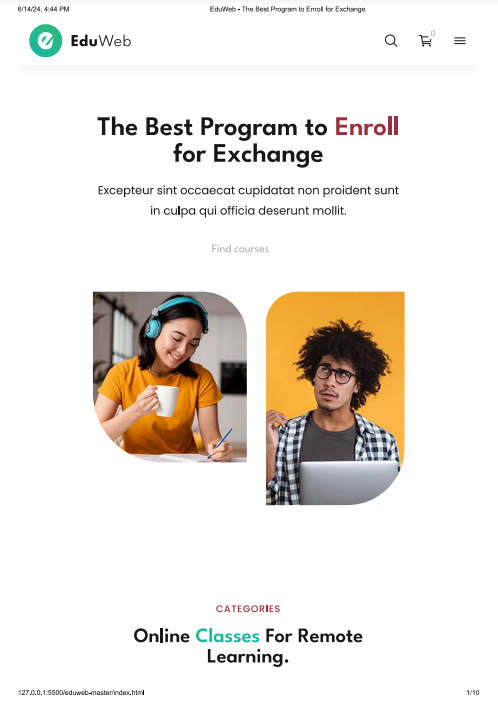 6/14/24, 4:44 PM EduWeb - The Best Program to Enroll for Exchange
EduWeb
0
The Best Program to Enroll
for Exchange
Excepteur sint occaecat cupidatat non proident sunt
in culpa qui officia deserunt mollit.
Find courses
CATEGORIES
Online Classes For Remote
Learning.
127.0.0.1:5500/eduweb-master/index.html 1/10